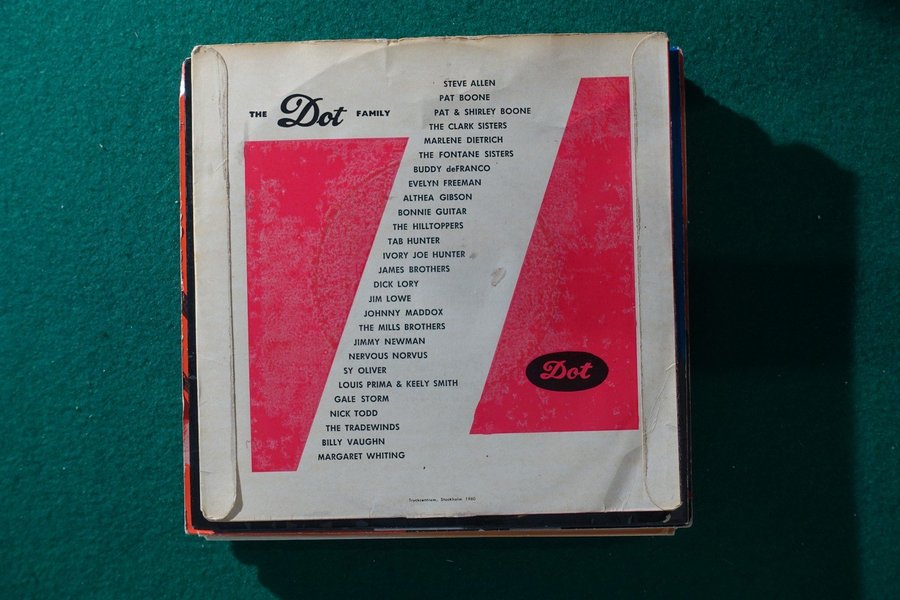 THE Dot FAMILY
STEVE ALLEN
PAT BOONE
PAT & SHIRLEY BOONE
THE CLARK SISTERS
MARLENE DIETRICH
THE FONTANE SISTERS
BUDDY deFRANCO
EVELYN FREEMAN
ALTHEA GIBSON
BONNIE GUITAR
THE HILLTOPPERS
TAB HUNTER
IVORY JOE HUNTER
JAMES BROTHERS
DICK LORY
JIM LOWE
JOHNNY MADDOX
THE MILLS BROTHERS
JIMMY NEWMAN
NERVOUS NORVUS
SY OLIVER
LOUIS PRIMA & KEELY SMITH
GALE STORM
NICK TODD
THE TRADEWINDS
BILLY VAUGHN
MARGARET WHITING
Dot
Tryckcentrum, Stockholm 1960